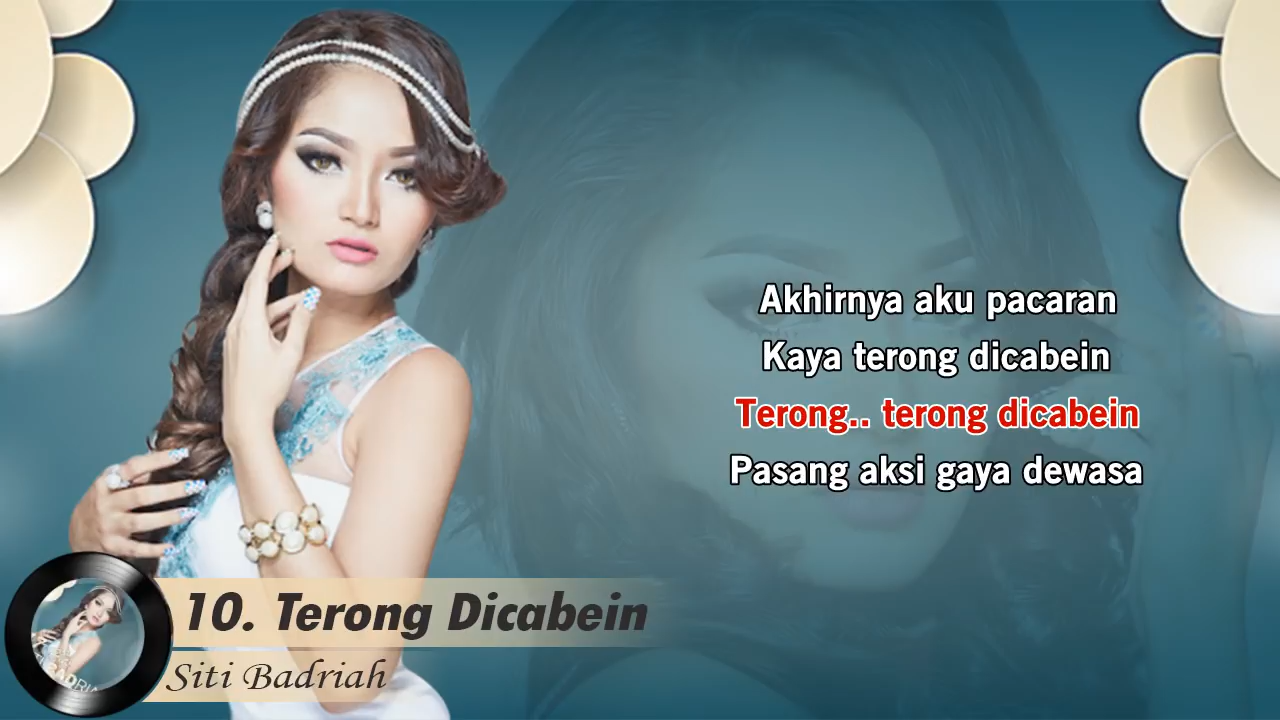 Akhirnya aku pacaran
Kaya terong dicabein
Terong.. terong dicabein
Pasang aksi gaya dewasa
10. Terong Dicabein
Siti Badriah